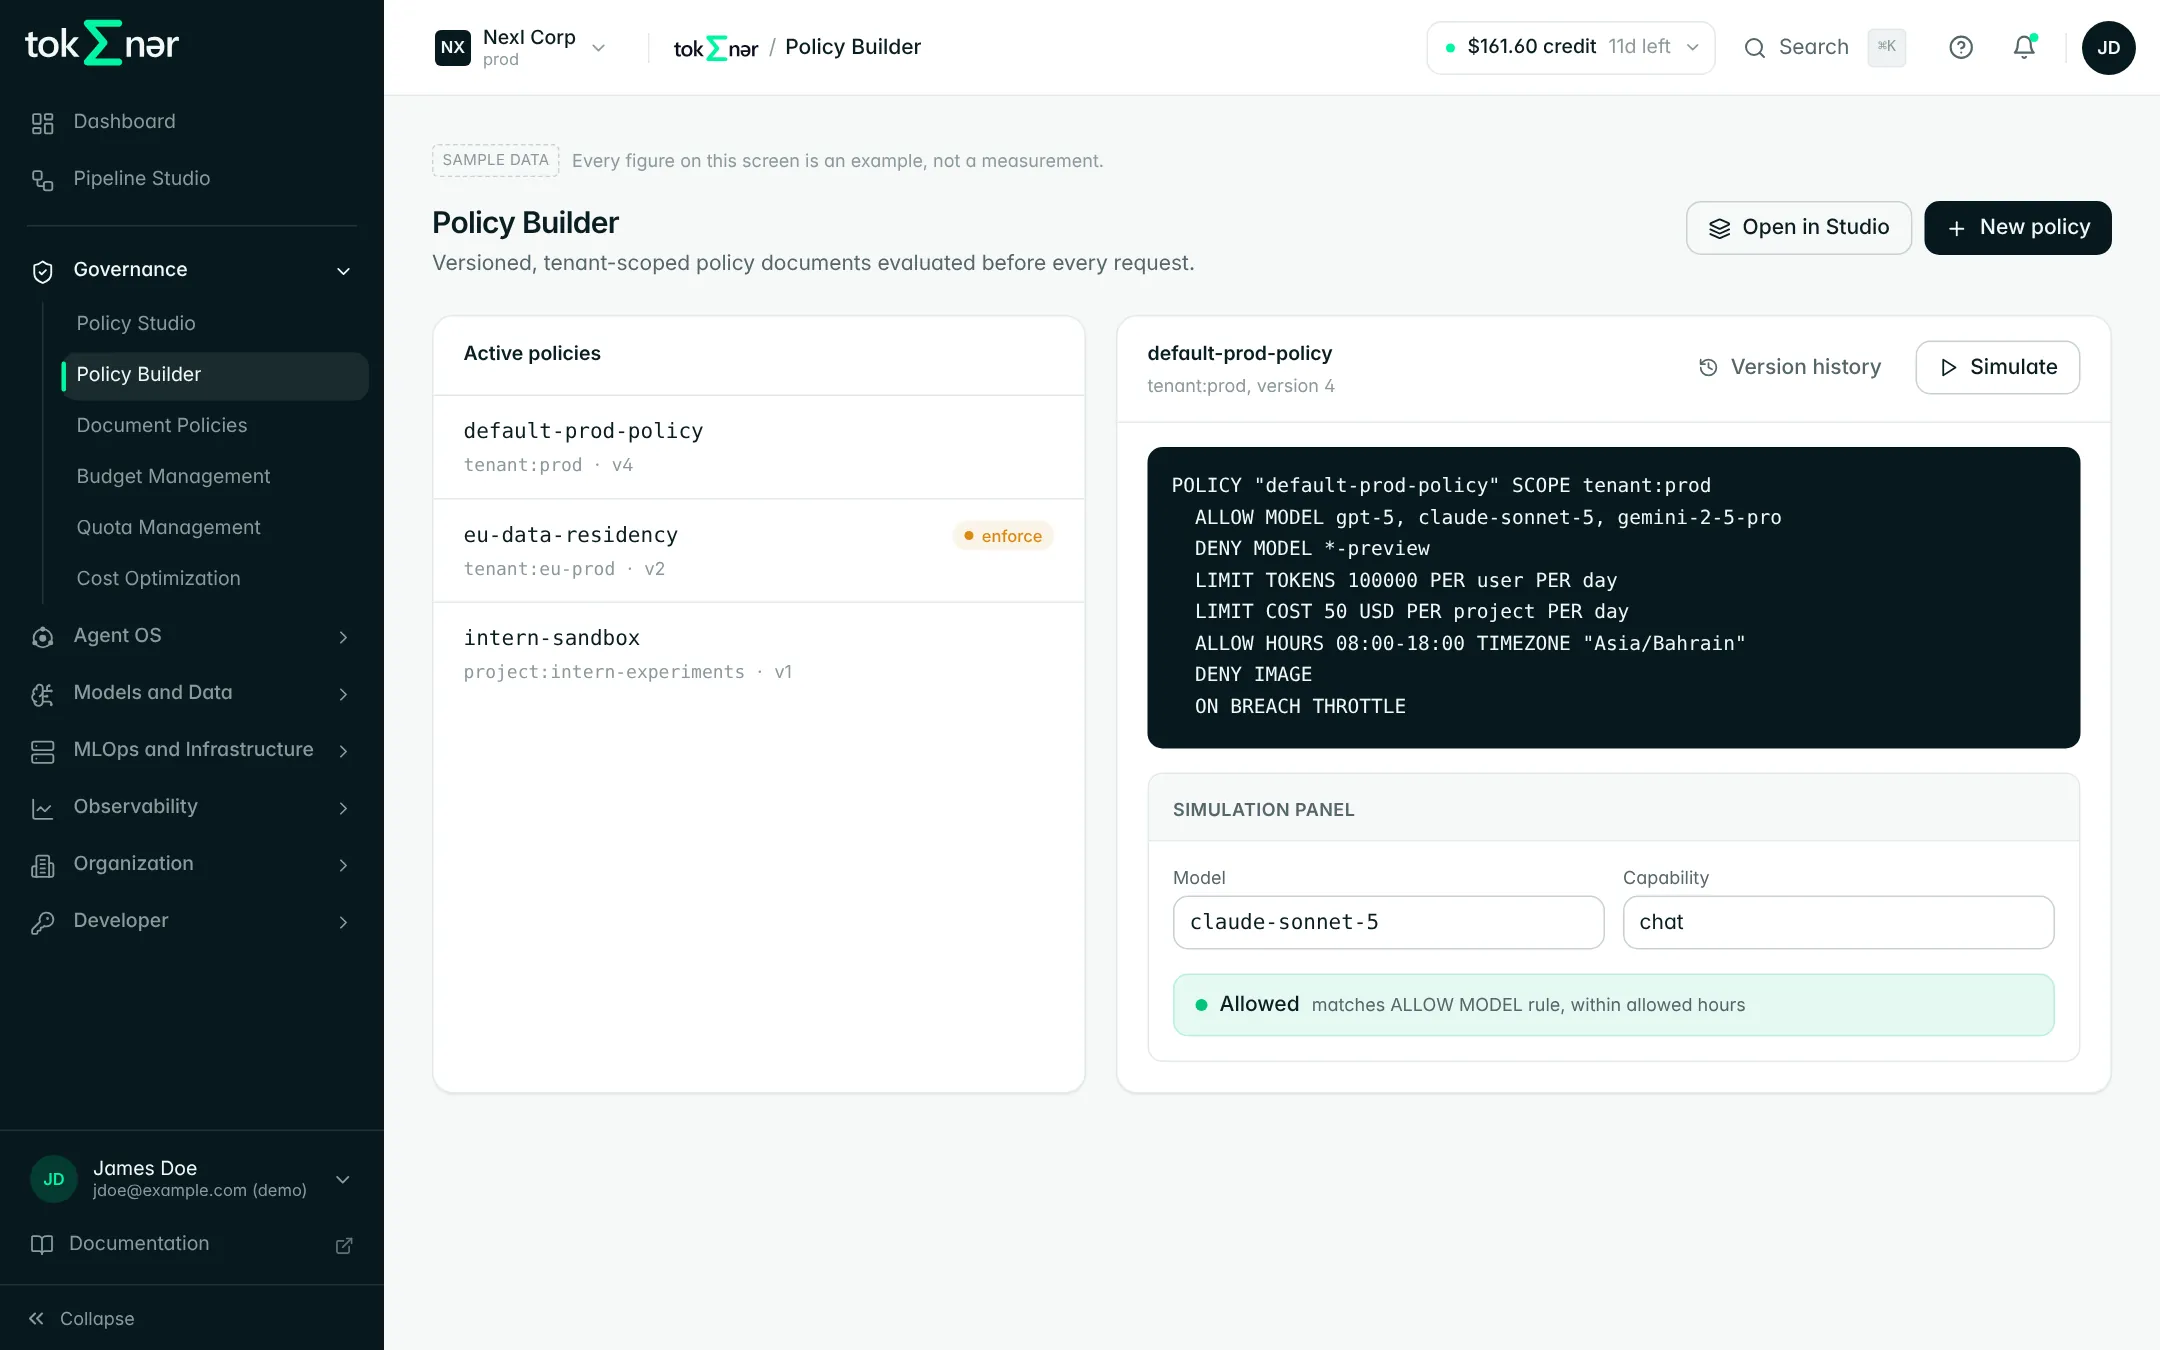 tokΣnər
Dashboard
Pipeline Studio
Governance
Policy Studio
Policy Builder
Document Policies
Budget Management
Quota Management
Cost Optimization
Agent OS
Models and Data
MLOps and Infrastructure
Observability
Organization
Developer
JD
James Doe
jdoe@example.com (demo)
Documentation
Collapse
NX
Nexl Corp
prod
tokΣnər / Policy Builder
$161.60 credit 11d left
Search ⌘K
JD
SAMPLE DATA Every figure on this screen is an example, not a measurement.
Policy Builder
Versioned, tenant-scoped policy documents evaluated before every request.
Open in Studio
New policy
Active policies
default-prod-policy
tenant:prod · v4
eu-data-residency
enforce
tenant:eu-prod · v2
intern-sandbox
project:intern-experiments · v1
default-prod-policy
tenant:prod, version 4
Version history
Simulate
POLICY "default-prod-policy" SCOPE tenant:prod
ALLOW MODEL gpt-5, claude-sonnet-5, gemini-2-5-pro
DENY MODEL *-preview
LIMIT TOKENS 100000 PER user PER day
LIMIT COST 50 USD PER project PER day
ALLOW HOURS 08:00-18:00 TIMEZONE "Asia/Bahrain"
DENY IMAGE
ON BREACH THROTTLE
SIMULATION PANEL
Model
claude-sonnet-5
Capability
chat
Allowed matches ALLOW MODEL rule, within allowed hours